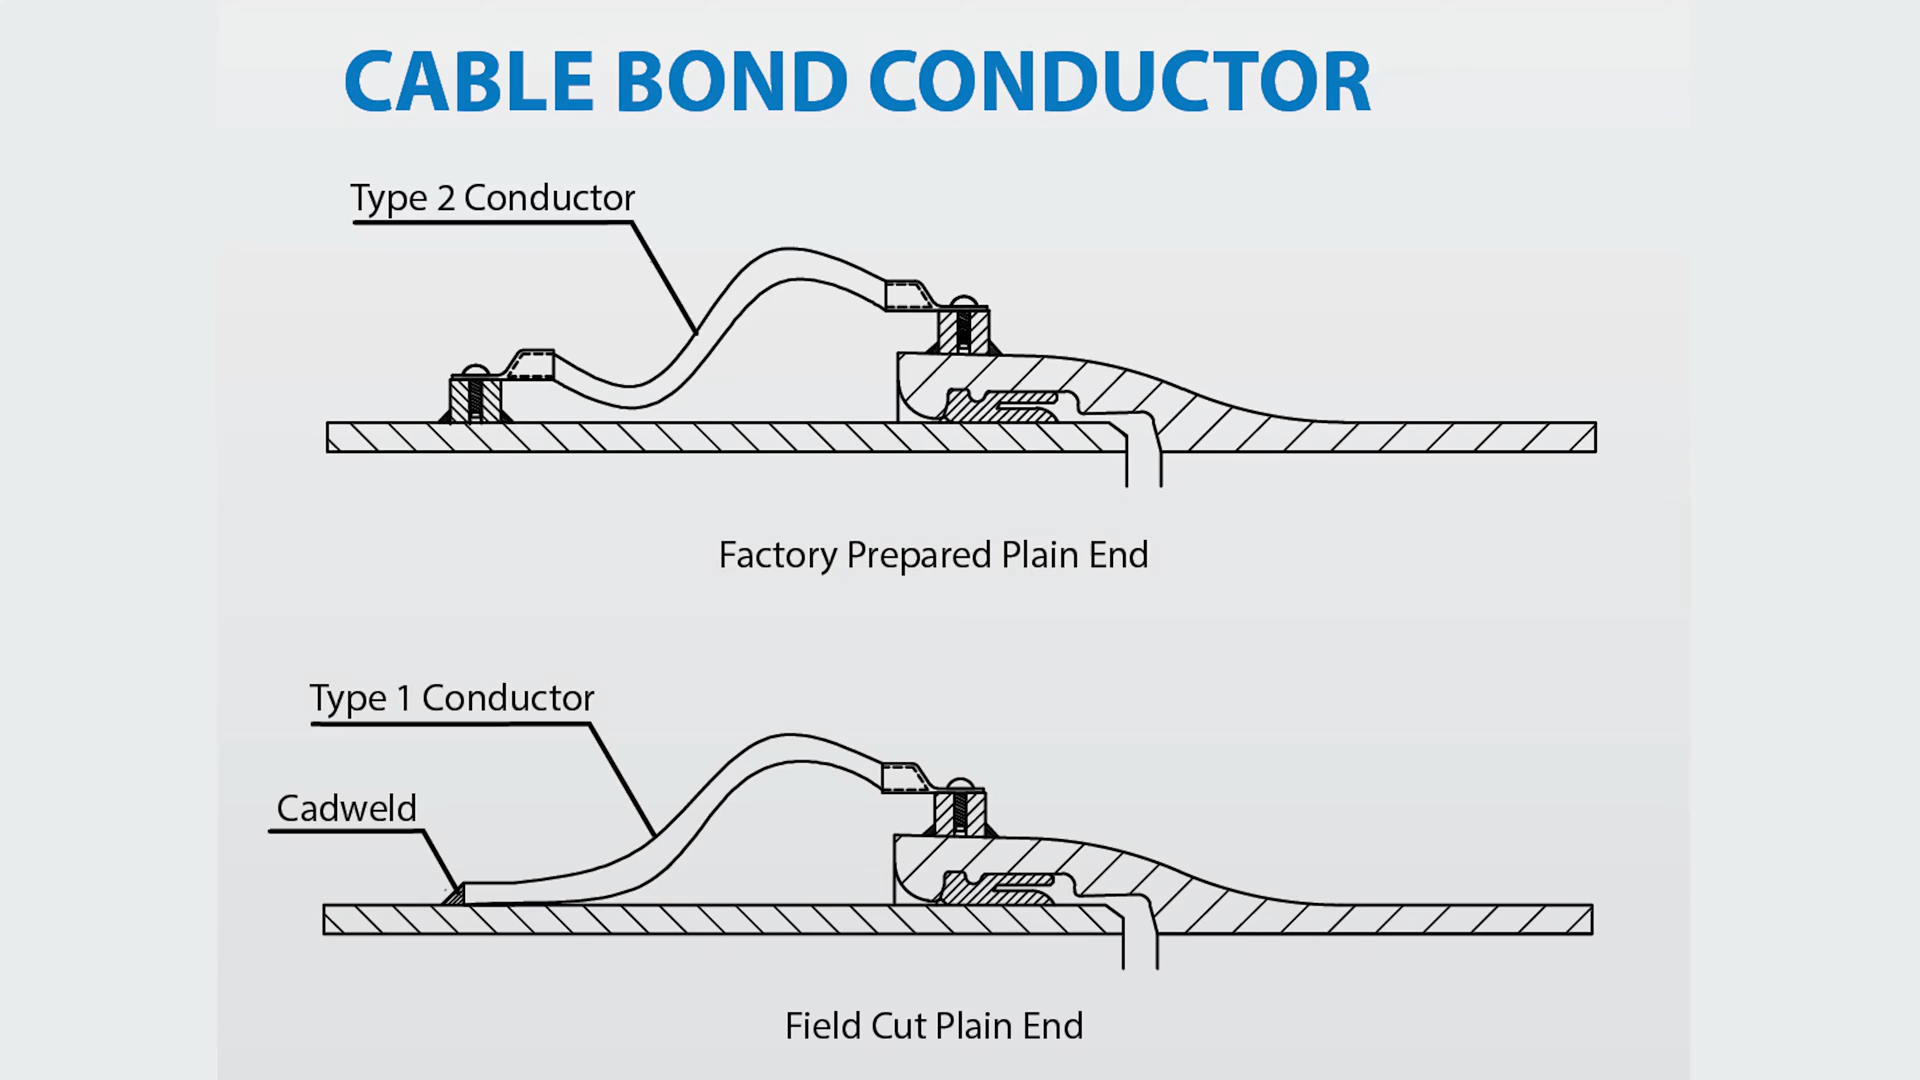 CABLE BOND CONDUCTOR
Type 2 Conductor
Factory Prepared Plain End
Type 1 Conductor
Cadweld
Field Cut Plain End